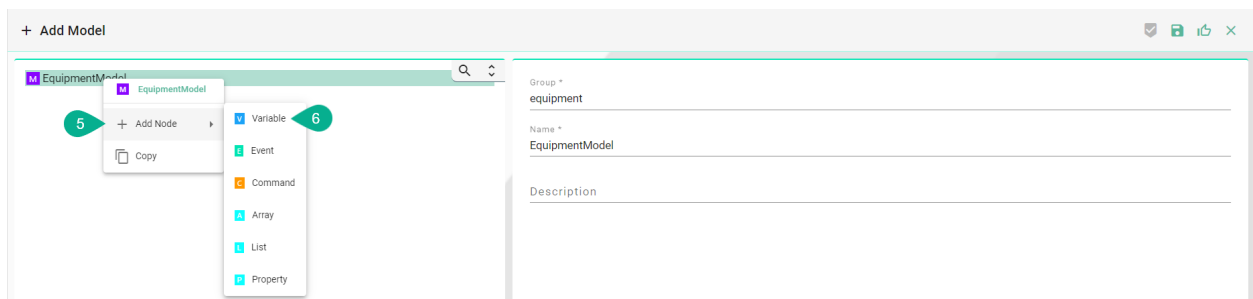 + Add Model
M EquipmentModel
M EquipmentModel
5
+ Add Node
Copy
V Variable
6
E Event
C Command
A Array
L List
P Property
Group *
equipment
Name *
EquipmentModel
Description